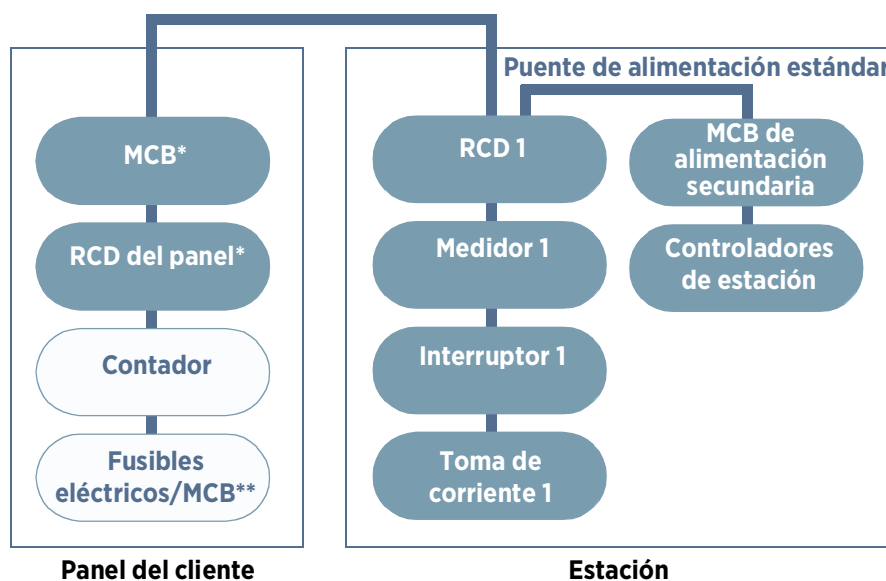 Puente de alimentación estándar
MCB*
RCD del panel*
Contador
Fusibles
eléctricos/MCB**
RCD 1
Medidor 1
Interruptor 1
Toma de
corriente 1
MCB de
alimentación
secundaria
Controladores
de estación
Panel del cliente
Estación